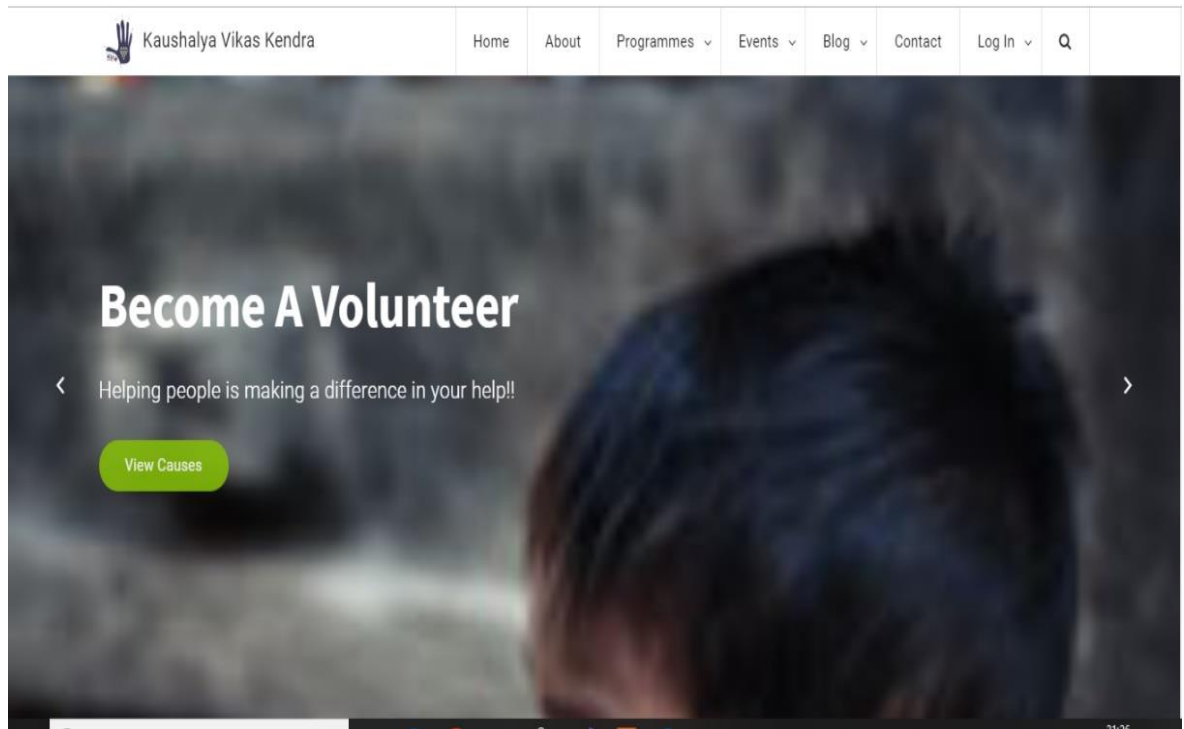 Kaushalya Vikas Kendra
Home About Programmes Events Blog Contact Log In
Become A Volunteer
Helping people is making a difference in your help!!
View Causes